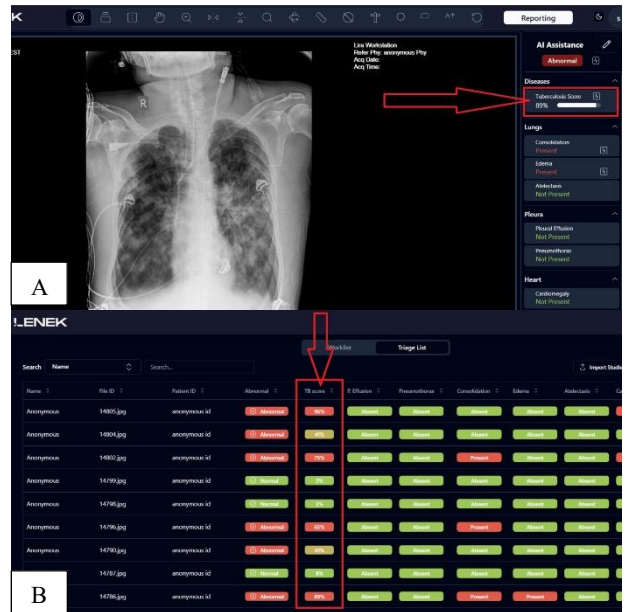 K
Reporting
EST
Lira Workstation
Refer Phy: anonymous Phy
Acq Date:
Acq Time:
R
AI Assistance
Abnormal
Diseases
Tuberculosis Score
89%
Lungs
Consolidation
Present
Edema
Present
Atelectasis
Not Present
Pleura
Pleural Effusion
Not Present
Pneumothorax
Not Present
Heart
Cardiomegaly
Not Present
A
LENEK
Worklist Triage List
Search Name Search... Import Studies
Name File ID Patient ID Abnormal TB score P. Effusion Pneumothorax Consolidation Edema Atelectasis
Anonymous 14805.jpg anonymous id Abnormal 96% Absent Absent Absent Absent Absent
Anonymous 14804.jpg anonymous id Abnormal Absent Absent Absent Absent Absent
Anonymous 14802.jpg anonymous id Abnormal 75% Absent Absent Present Absent Absent
Anonymous 14799.jpg anonymous id Normal 3% Absent Absent Absent Absent Absent
Anonymous 14798.jpg anonymous id Normal Absent Absent Absent Absent Absent
Anonymous 14796.jpg anonymous id Abnormal 65% Absent Absent Present Absent Absent
Anonymous 14790.jpg anonymous id Abnormal Absent Absent Absent Absent Absent
14787.jpg anonymous id Normal Absent Absent Absent Absent Absent
14786.jpg anonymous id Abnormal 89% Absent Absent Present Present Absent
B